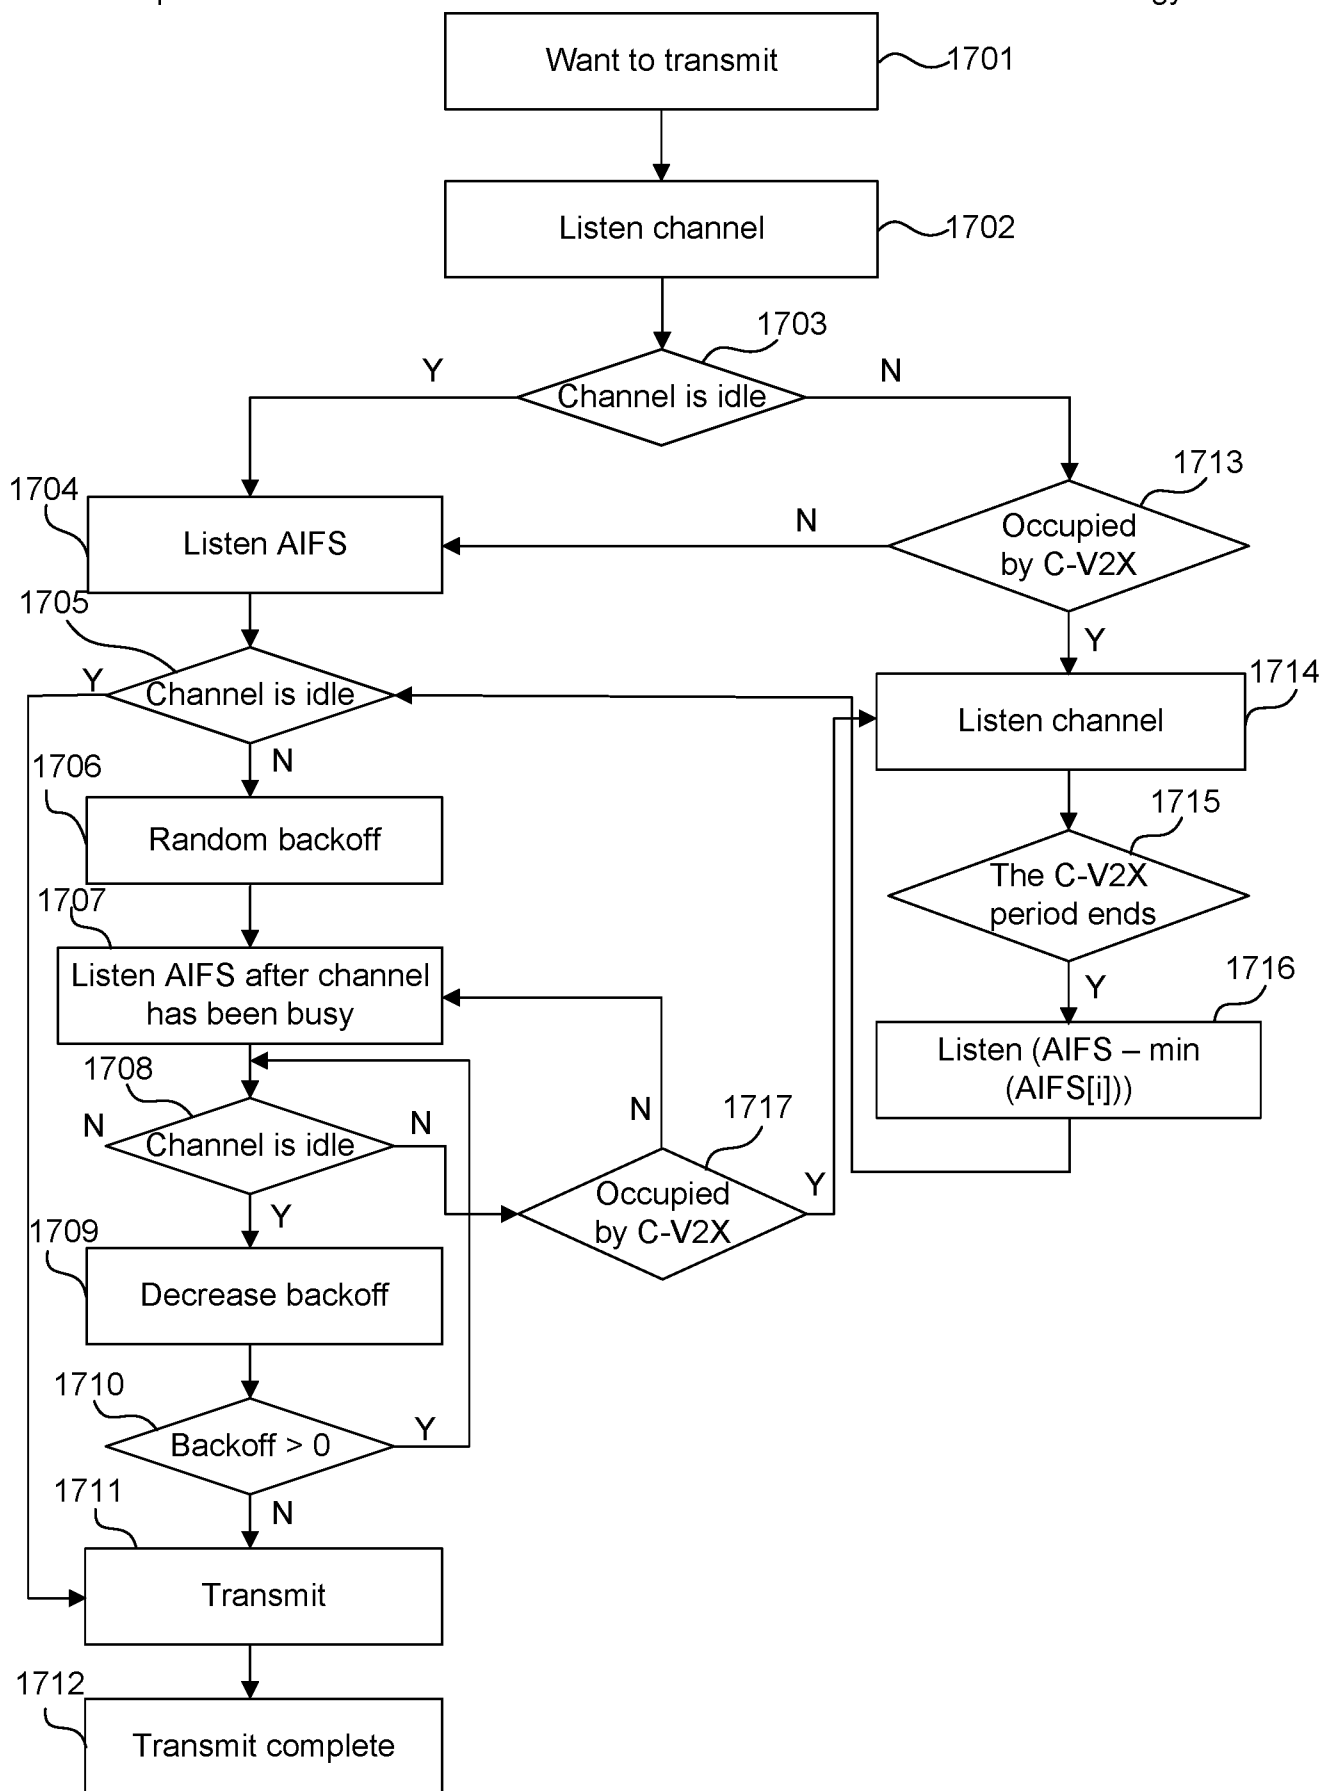 Want to transmit
1701
Listen channel
1702
1703
Y
N
Channel is idle
1713
1704
N
Occupied
by C-V2X
Listen AIFS
1705
Y
1714
Y
Channel is idle
Listen channel
N
1706
1715
Random backoff
The C-V2X
period ends
1707
1716
Y
Listen AIFS after channel
has been busy
Listen (AIFS – min
(AIFS[i]))
1708
1717
N
N
N
Channel is idle
Y
Occupied
by C-V2X
Y
1709
Decrease backoff
1710
Y
Backoff > 0
1711
N
Transmit
1712
Transmit complete